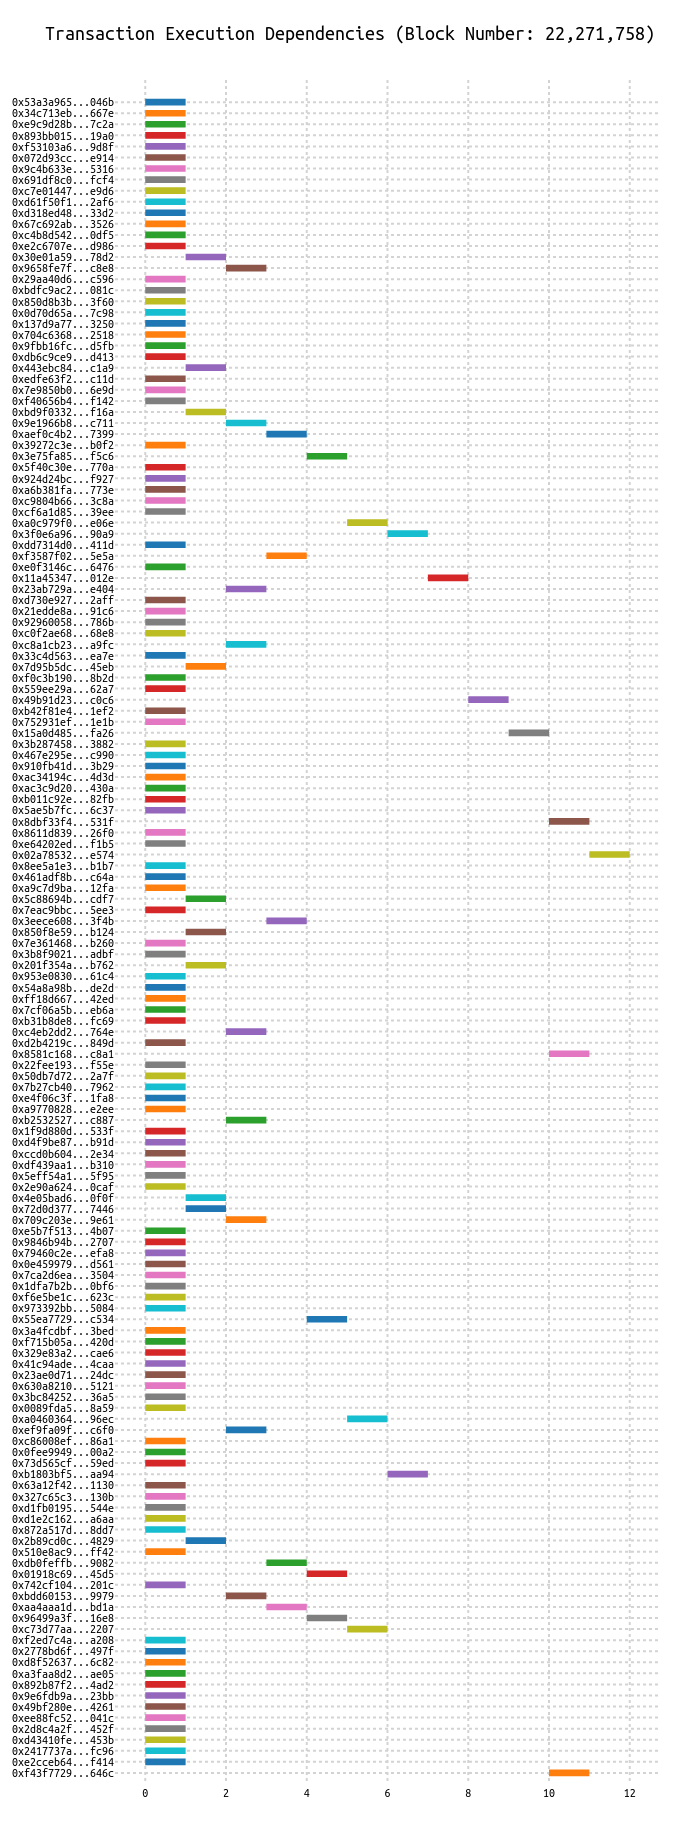 Transaction Execution Dependencies (Block Number: 22,271,758)
0x53a3a965...046b
0x34c713eb...667e
0xe9c9d28b...7c2a
0x893bb015...19a0
0xf53103a6...9d8f
0x072d93cc...e914
0x9c4b633e...5316
0x691df8c0...fcf4
0xc7e01447...e9d6
0xd61f50f1...2af6
0xd318ed48...33d2
0x67c692ab...3526
0xc4b8d542...0df5
0xe2c6707e...d986
0x30e01a59...78d2
0x9658fe7f...c8e8
0x29aa40d6...c596
0xbdfc9ac2...081c
0x850d8b3b...3f60
0x0d70d65a...7c98
0x137d9a77...3250
0x704c6368...2518
0x9fbb16fc...d5fb
0xdb6c9ce9...d413
0x443ebc84...c1a9
0xedfe63f2...c11d
0x7e9850b0...6e9d
0xf40656b4...f142
0xbd9f0332...f16a
0x9e1966b8...c711
0xaef0c4b2...7399
0x39272c3e...b0f2
0x3e75fa85...f5c6
0x5f40c30e...770a
0x924d24bc...f927
0xa6b381fa...773e
0xc9804b66...3c8a
0xcf6a1d85...39ee
0xa0c979f0...e06e
0x3f0e6a96...90a9
0xdd7314d0...411d
0xf3587f02...5e5a
0xe0f3146c...6476
0x11a45347...012e
0x23ab729a...e404
0xd730e927...2aff
0x21edde8a...91c6
0x92960058...786b
0xc0f2ae68...68e8
0xc8a1cb23...a9fc
0x33c4d563...ea7e
0x7d95b5dc...45eb
0xf0c3b190...8b2d
0x559ee29a...62a7
0x49b91d23...c0c6
0xb42f81e4...1ef2
0x752931ef...1e1b
0x15a0d485...fa26
0x3b287458...3882
0x467e295e...c990
0x910fb41d...3b29
0xac34194c...4d3d
0xac3c9d20...430a
0xb011c92e...82fb
0x5ae5b7fc...6c37
0x8dbf33f4...531f
0x8611d839...26f0
0xe64202ed...f1b5
0x02a78532...e574
0x8ee5a1e3...b1b7
0x461adf8b...c64a
0xa9c7d9ba...12fa
0x5c88694b...cdf7
0x7eac9bbc...5ee3
0x3eece608...3f4b
0x850f8e59...b124
0x7e361468...b260
0x3b8f9021...adbf
0x201f354a...b762
0x953e0830...61c4
0x54a8a98b...de2d
0xff18d667...42ed
0x7cf06a5b...eb6a
0xb31b8de8...fc69
0xc4eb2dd2...764e
0xd2b4219c...849d
0x8581c168...c8a1
0x22fee193...f55e
0x50db7d72...2a7f
0x7b27cb40...7962
0xe4f06c3f...1fa8
0xa9770828...e2ee
0xb2532527...c887
0x1f9d880d...533f
0xd4f9be87...b91d
0xccd0b604...2e34
0xdf439aa1...b310
0x5eff54a1...5f95
0x2e90a624...0caf
0x4e05bad6...0f0f
0x72d0d377...7446
0x709c203e...9e61
0xe5b7f513...4b07
0x9846b94b...2707
0x79460c2e...efa8
0x0e459979...d561
0x7ca2d6ea...3504
0x1dfa7b2b...0bf6
0xf6e5be1c...623c
0x973392bb...5084
0x55ea7729...c534
0x3a4fcdbf...3bed
0xf715b05a...420d
0x329e83a2...cae6
0x41c94ade...4caa
0x23ae0d71...24dc
0x630a8210...5121
0x3bc84252...36a5
0x0089fda5...8a59
0xa0460364...96ec
0xef9fa09f...c6f0
0xc86008ef...86a1
0x0fee9949...00a2
0x73d565cf...59ed
0xb1803bf5...aa94
0x63a12f42...1130
0x327c65c3...130b
0xd1fb0195...544e
0xd1e2c162...a6aa
0x872a517d...8dd7
0x2b89cd0c...4829
0x510e8ac9...ff42
0xdb0feffb...9082
0x01918c69...45d5
0x742cf104...201c
0xbdd60153...9979
0xaa4aaa1d...bd1a
0x96499a3f...16e8
0xc73d77aa...2207
0xf2ed7c4a...a208
0x2778bd6f...497f
0xd8f52637...6c82
0xa3faa8d2...ae05
0x892b87f2...4ad2
0x9e6fdb9a...23bb
0x49bf280e...4261
0xee88fc52...041c
0x2d8c4a2f...452f
0xd43410fe...453b
0x2417737a...fc96
0xe2cceb64...f414
0xf43f7729...646c
0 2 4 6 8 10 12